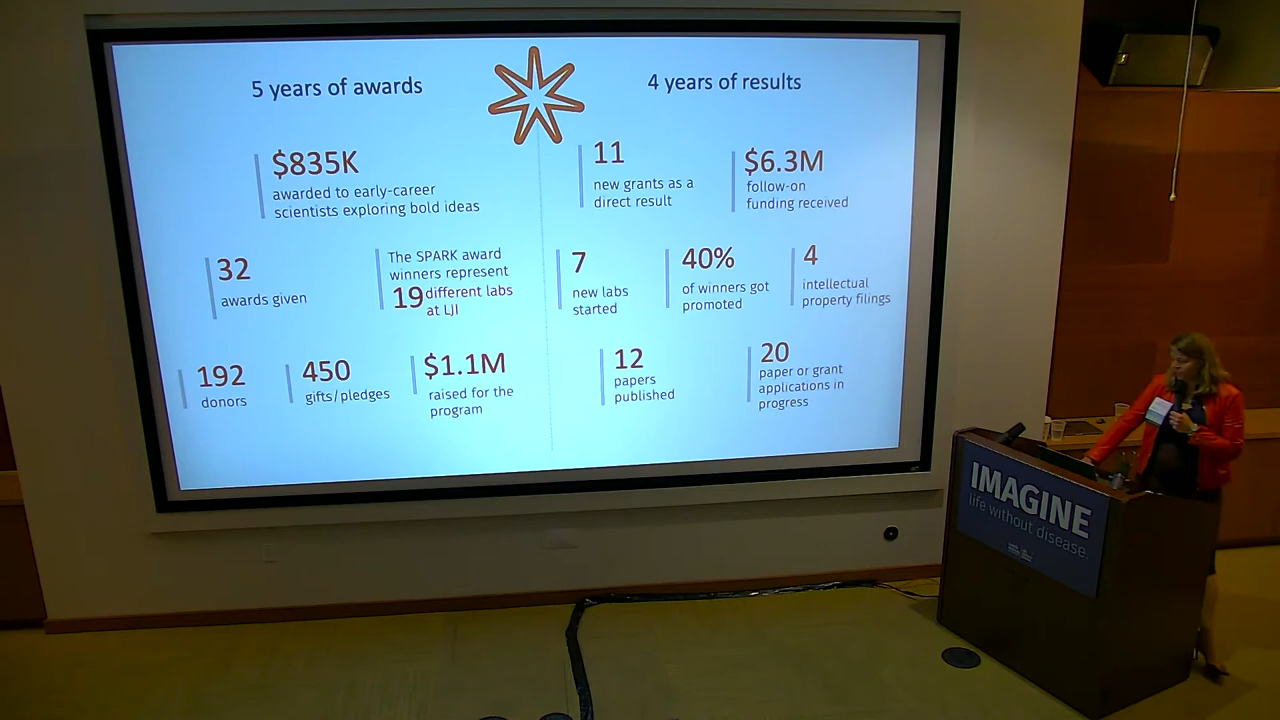 5 years of awards
$835K
awarded to early-career
scientists exploring bold ideas
32
awards given
The SPARK award
winners represent
19 different labs
at LJI
192
donors
450
gifts/pledges
$1.1M
raised for the
program
4 years of results
11
new grants as a
direct result
$6.3M
follow-on
funding received
7
new labs
started
40%
of winners got
promoted
4
intellectual
property filings
12
papers
published
20
paper or grant
applications in
progress
IMAGINE
life without disease.